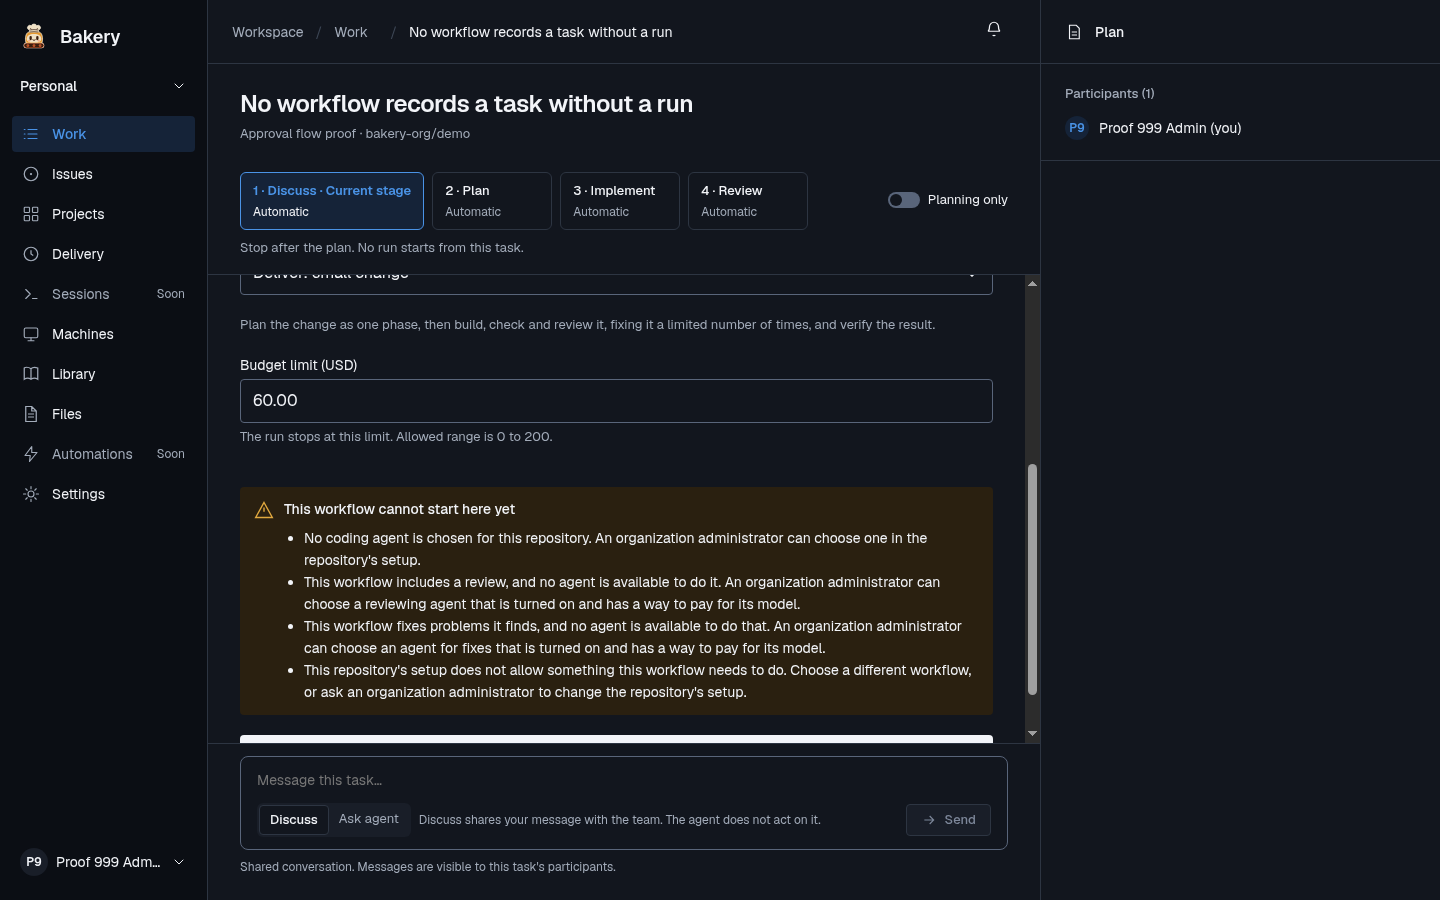 Bakery
Personal
Work
Issues
Projects
Delivery
Sessions Soon
Machines
Library
Files
Automations Soon
Settings
P9 Proof 999 Adm...
Workspace / Work / No workflow records a task without a run
No workflow records a task without a run
Approval flow proof · bakery-org/demo
1 · Discuss · Current stage
Automatic
2 · Plan
Automatic
3 · Implement
Automatic
4 · Review
Automatic
Planning only
Stop after the plan. No run starts from this task.
Deliver: small change
Plan the change as one phase, then build, check and review it, fixing it a limited number of times, and verify the result.
Budget limit (USD)
60.00
The run stops at this limit. Allowed range is 0 to 200.
This workflow cannot start here yet
No coding agent is chosen for this repository. An organization administrator can choose one in the
repository's setup.
This workflow includes a review, and no agent is available to do it. An organization administrator can
choose a reviewing agent that is turned on and has a way to pay for its model.
This workflow fixes problems it finds, and no agent is available to do that. An organization administrator
can choose an agent for fixes that is turned on and has a way to pay for its model.
This repository's setup does not allow something this workflow needs to do. Choose a different workflow,
or ask an organization administrator to change the repository's setup.
Message this task...
Discuss Ask agent Discuss shares your message with the team. The agent does not act on it. Send
Shared conversation. Messages are visible to this task's participants.
Plan
Participants (1)
P9 Proof 999 Admin (you)